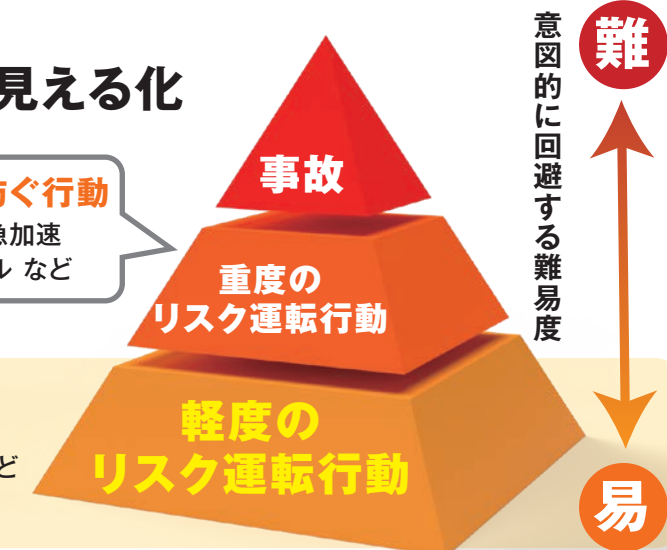 見える化
ぐ行動
加速
ル など
ど
事故
重度の
リスク運転行動
軽度の
リスク運転行動
意図的に回避する難易度
難
易